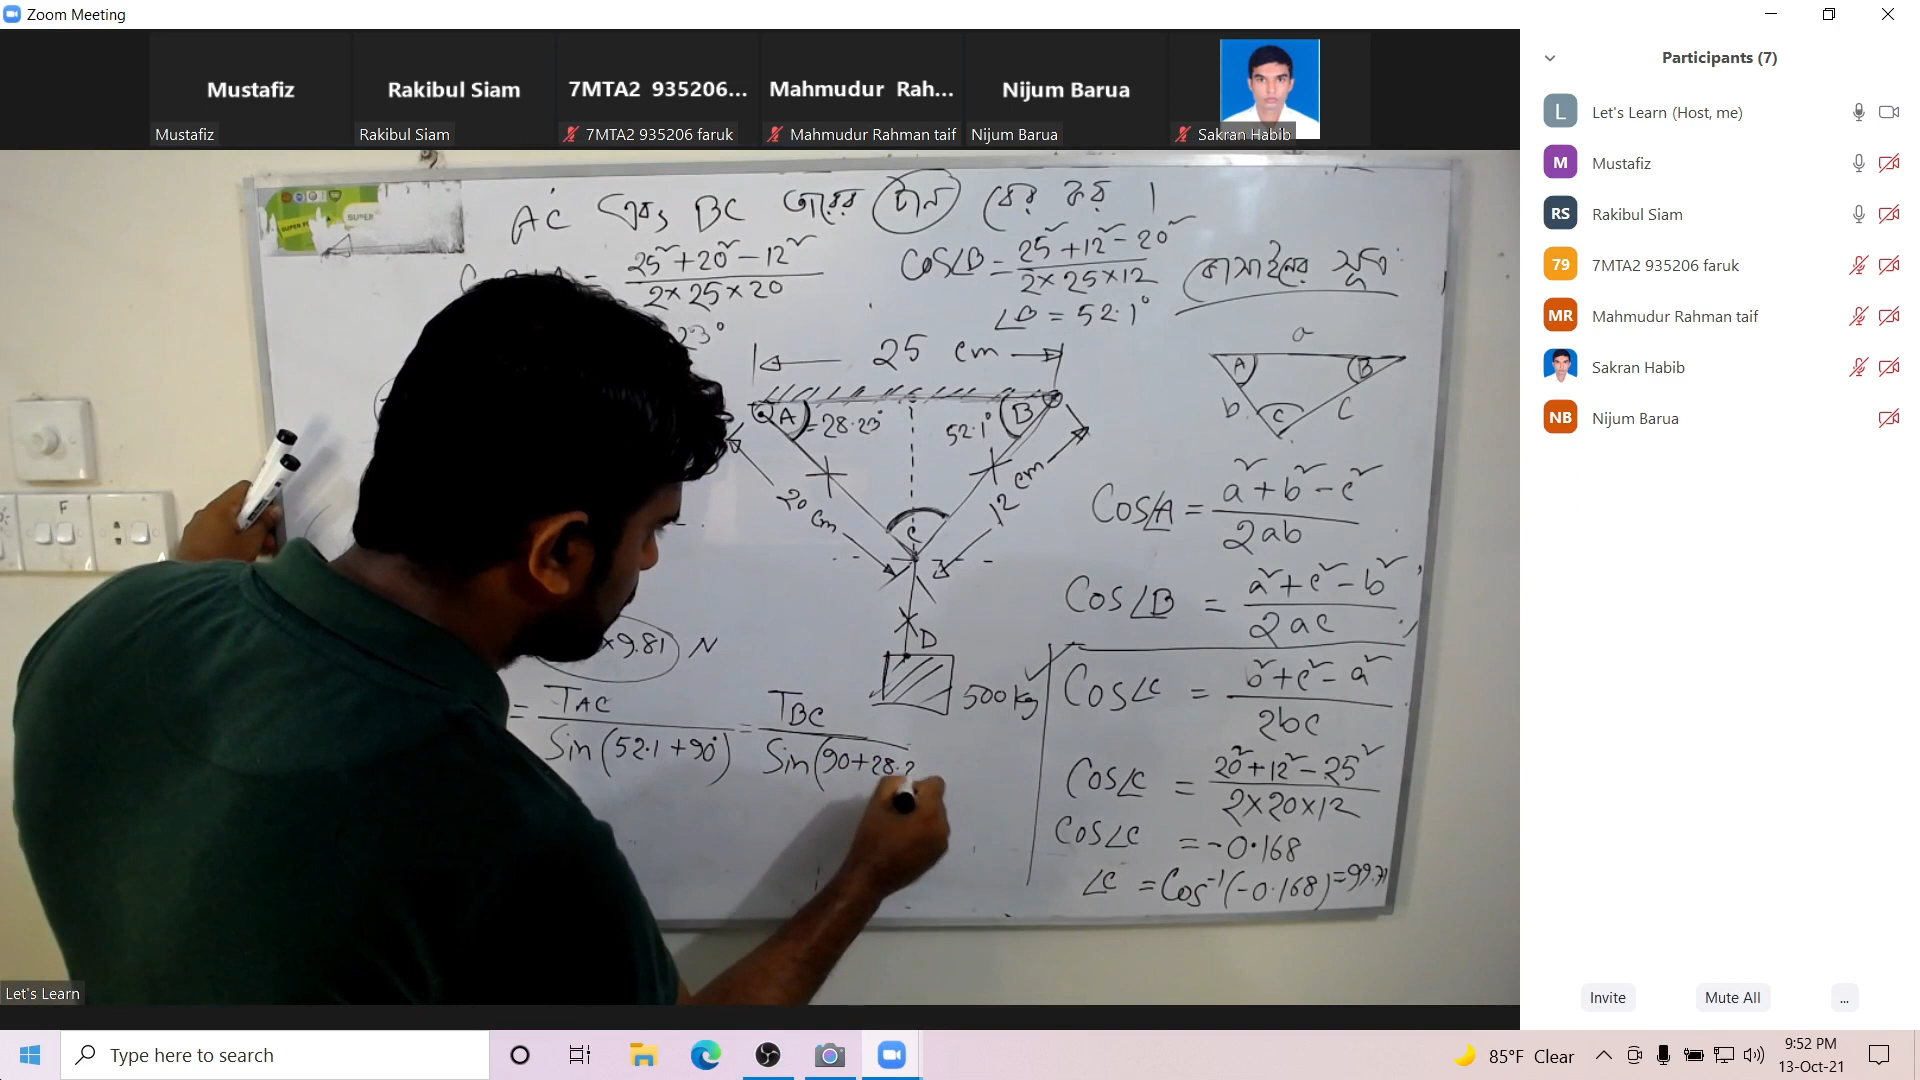 Zoom Meeting
Mustafiz
Rakibul Siam
7MTA2 935206...
Mahmudur Rah...
Nijum Barua
Mustafiz
Rakibul Siam
7MTA2 935206 faruk
Mahmudur Rahman taif
Nijum Barua
Sakran Habib
Participants (7)
L Let's Learn (Host, me)
M Mustafiz
RS Rakibul Siam
79 7MTA2 935206 faruk
MR Mahmudur Rahman taif
Sakran Habib
NB Nijum Barua
SUPER
AC এবং BC তারের টান বের কর।
25²+20²-12²
2×25×20
Cos∠B = 25²+12²-20²
2×25×12
∠B = 52.1°
কোসাইনের সূত্র
25 cm
A = 28.23°
52.1° B
20 cm
12 cm
C
D
500 kg
a
A B
b c C
Cos∠A = a²+b²-c²
2ab
Cos∠B = a²+c²-b²
2ac
Cos∠C = b²+c²-a²
2bc
Cos∠C = 20²+12²-25²
2×20×12
Cos∠C = -0.168
∠C = Cos⁻¹(-0.168) = 99.71
×9.81 N
= TAC = TBC
Sin(52.1+90°) Sin(90+28.2
F
Let's Learn
Invite
Mute All
...
Type here to search
85°F Clear
9:52 PM
13-Oct-21